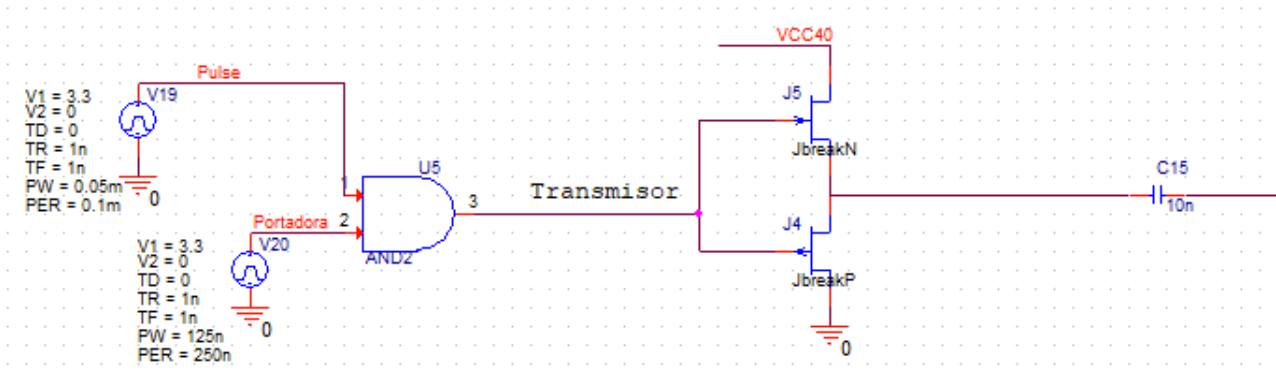 VCC40
Pulse
V19
V1 = 3.3
V2 = 0
TD = 0
TR = 1n
TF = 1n
PW = 0.05m
PER = 0.1m
0
J5
JbreakN
U5
1
Transmisor
3
C15
10n
Portadora
2
V20
AND2
V1 = 3.3
V2 = 0
TD = 0
TR = 1n
TF = 1n
PW = 125n
PER = 250n
0
J4
JbreakP
0